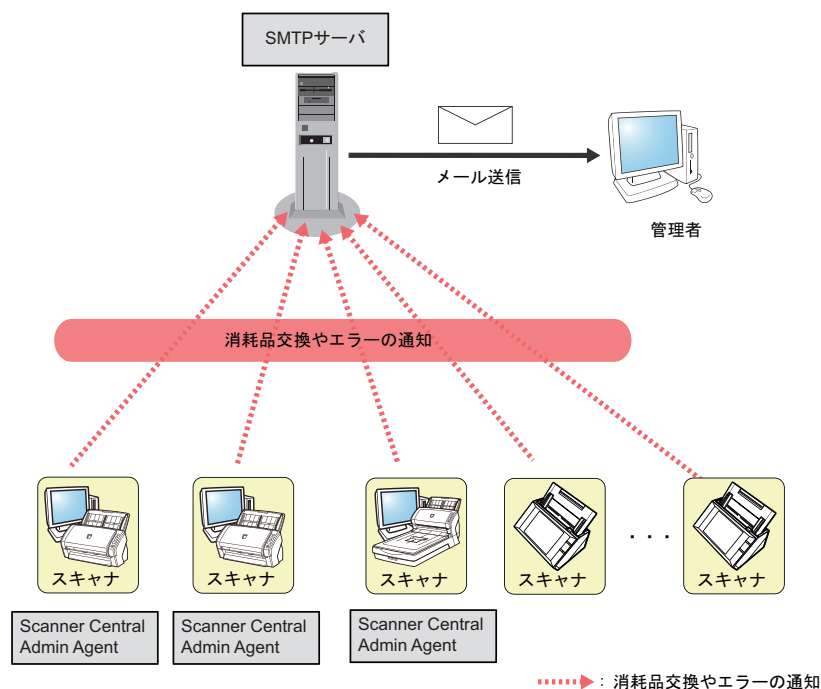 SMTPサーバ
メール送信
管理者
消耗品交換やエラーの通知
スキャナ
スキャナ
スキャナ
スキャナ
・・・
スキャナ
Scanner Central
Admin Agent
Scanner Central
Admin Agent
Scanner Central
Admin Agent
：消耗品交換やエラーの通知